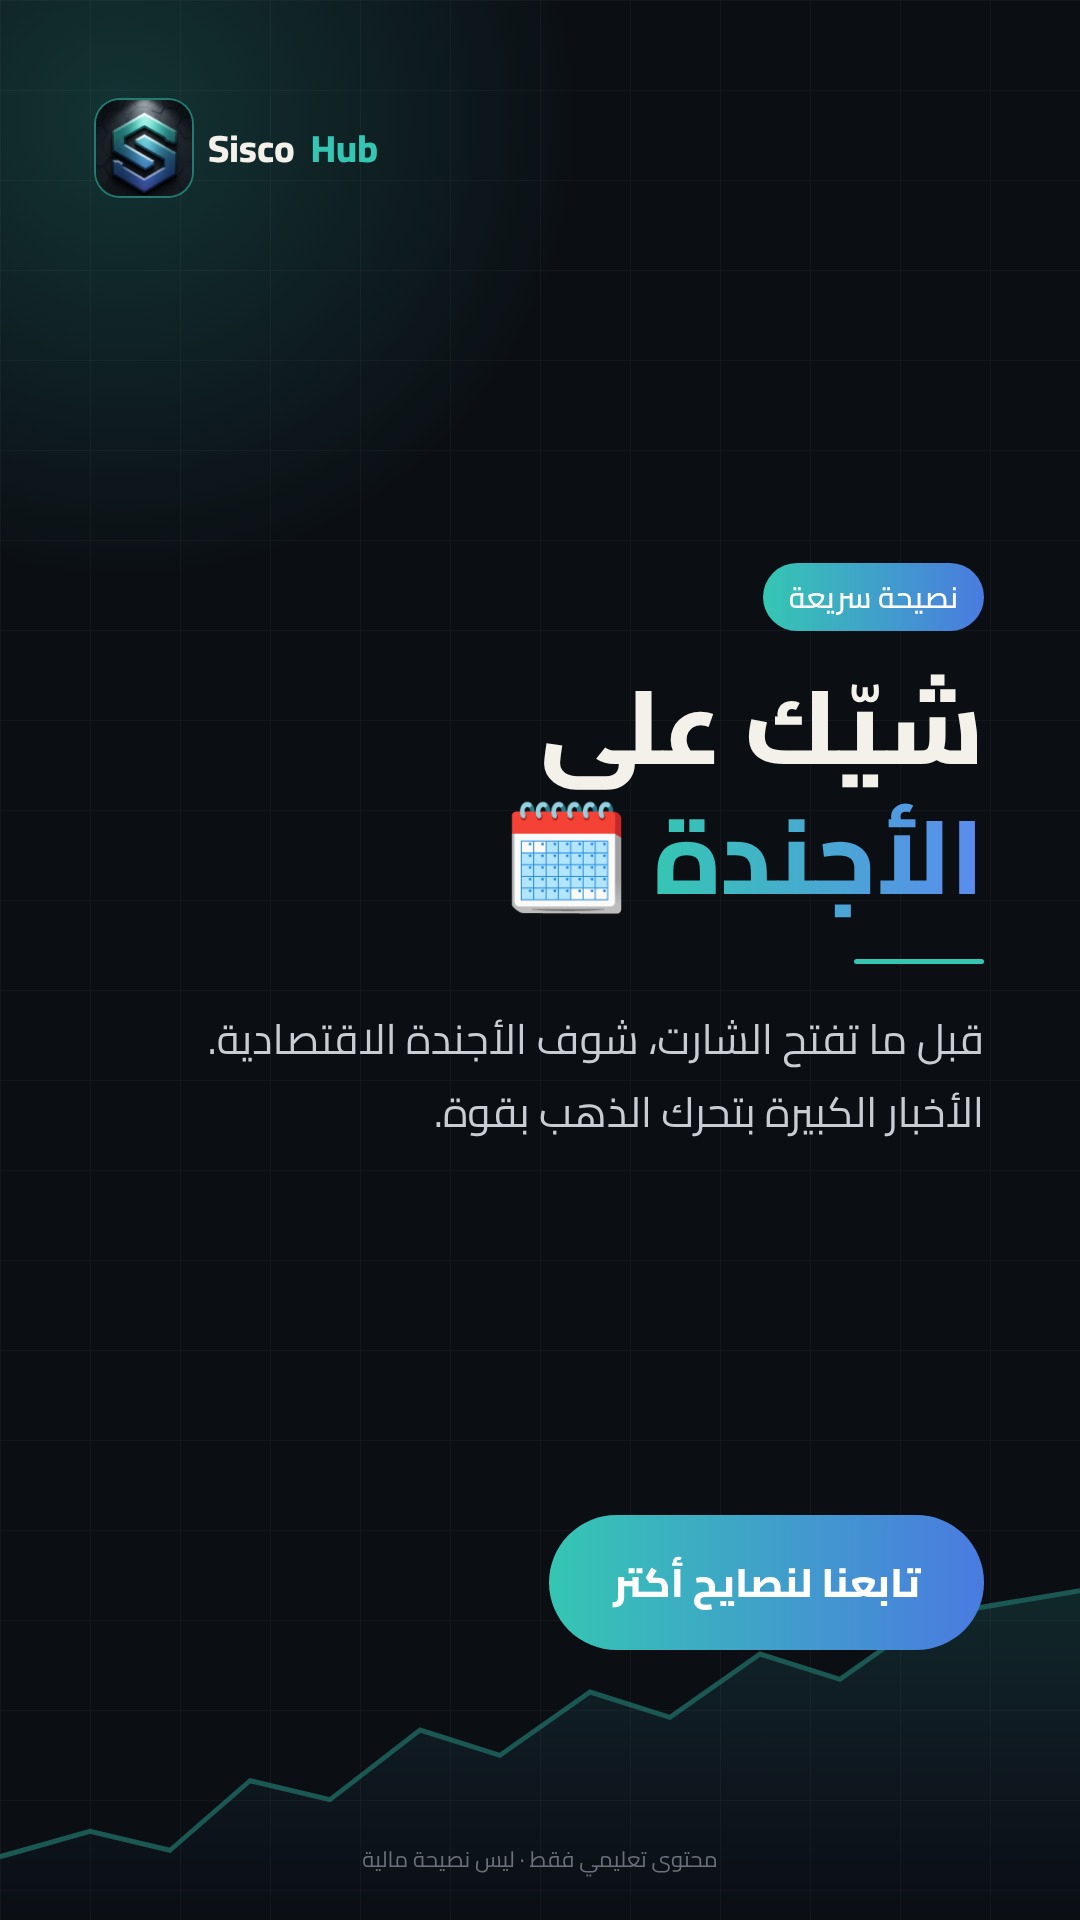 Sisco Hub
نصيحة سريعة
شيّك على
الأجندة 🗓️
قبل ما تفتح الشارت، شوف الأجندة الاقتصادية.
الأخبار الكبيرة بتحرك الذهب بقوة.
تابعنا لنصايح أكتر
محتوى تعليمي فقط · ليس نصيحة مالية